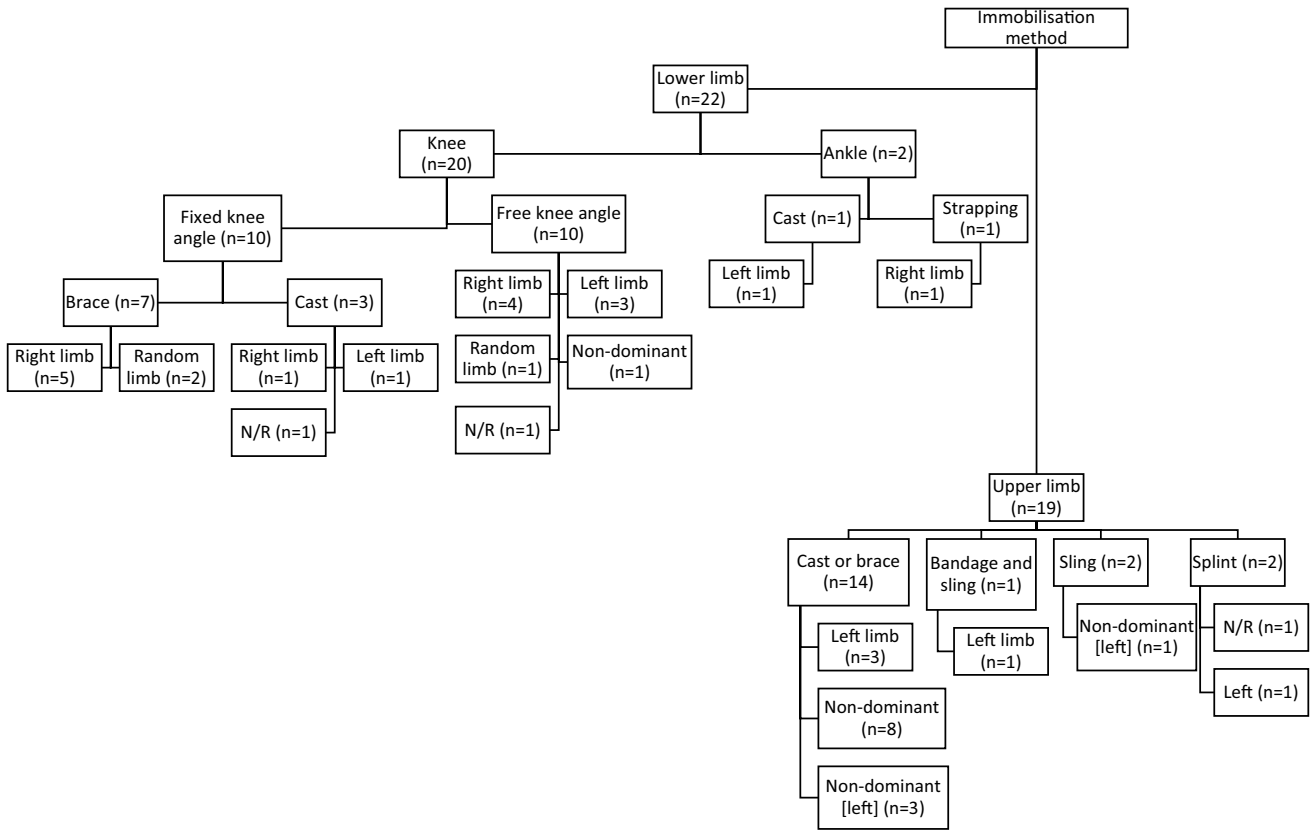 Immobilisation
method
Lower limb
(n=22)
Knee
(n=20)
Ankle (n=2)
Fixed knee
angle (n=10)
Free knee angle
(n=10)
Cast (n=1)
Strapping
(n=1)
Left limb
(n=1)
Right limb
(n=1)
Brace (n=7)
Cast (n=3)
Right limb
(n=4)
Left limb
(n=3)
Right limb
(n=5)
Random
limb (n=2)
Right limb
(n=1)
Left limb
(n=1)
Random
limb (n=1)
Non-dominant
(n=1)
N/R (n=1)
N/R (n=1)
Upper limb
(n=19)
Cast or brace
(n=14)
Bandage and
sling (n=1)
Sling (n=2)
Splint (n=2)
Left limb
(n=3)
Left limb
(n=1)
Non-dominant
[left] (n=1)
N/R (n=1)
Left (n=1)
Non-dominant
(n=8)
Non-dominant
[left] (n=3)